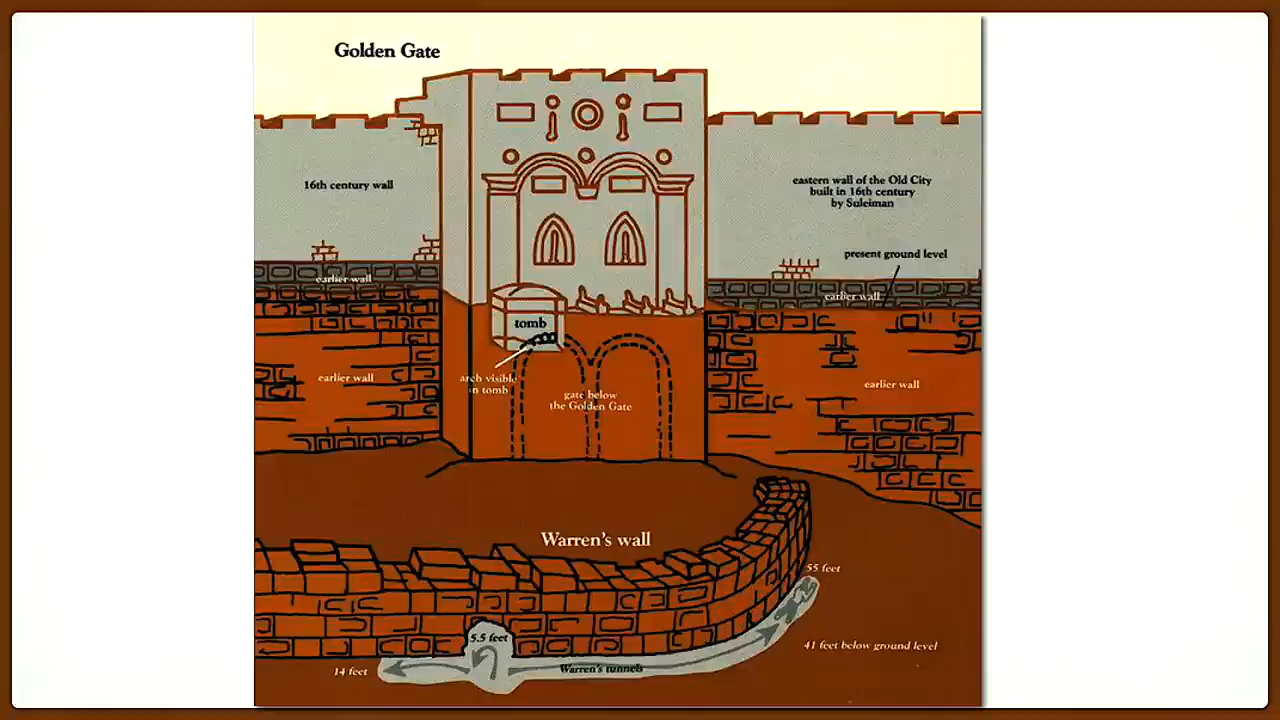 Golden Gate
16th century wall
eastern wall of the Old City
built in 16th century
by Suleiman
present ground level
earlier wall
earlier wall
tomb
arch visible
in tomb
gate below
the Golden Gate
earlier wall
earlier wall
Warren's wall
55 feet
5.5 feet
41 feet below ground level
14 feet
Warren's tunnels